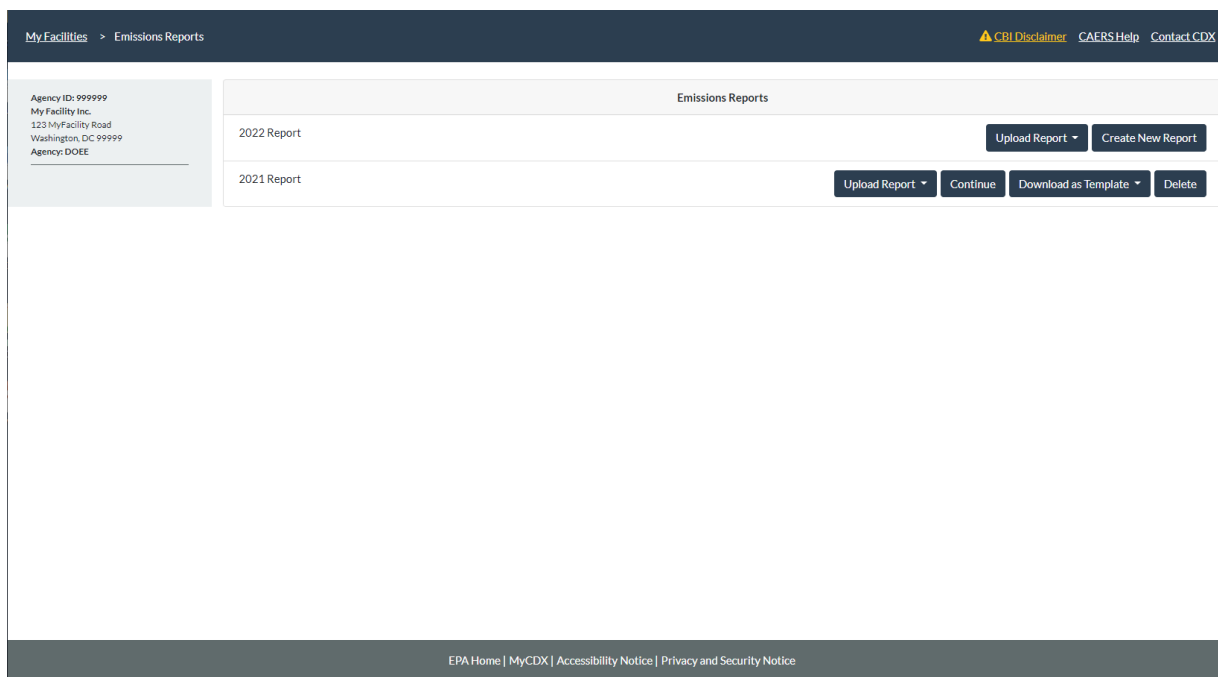 My Facilities > Emissions Reports
CBI Disclaimer CAERS Help Contact CDX
Agency ID: 999999
My Facility Inc.
123 MyFacility Road
Washington, DC 99999
Agency: DOEE
Emissions Reports
2022 Report
Upload Report Create New Report
2021 Report
Upload Report Continue Download as Template Delete
EPA Home | MyCDX | Accessibility Notice | Privacy and Security Notice